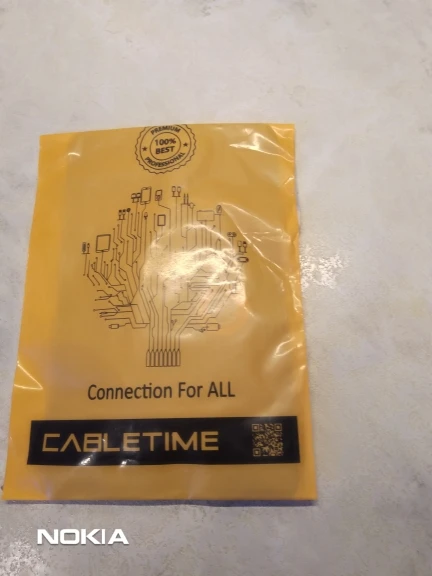 PREMIUM
100%
BEST
PROFESSIONAL
Connection For ALL
CABLETIME
NOKIA